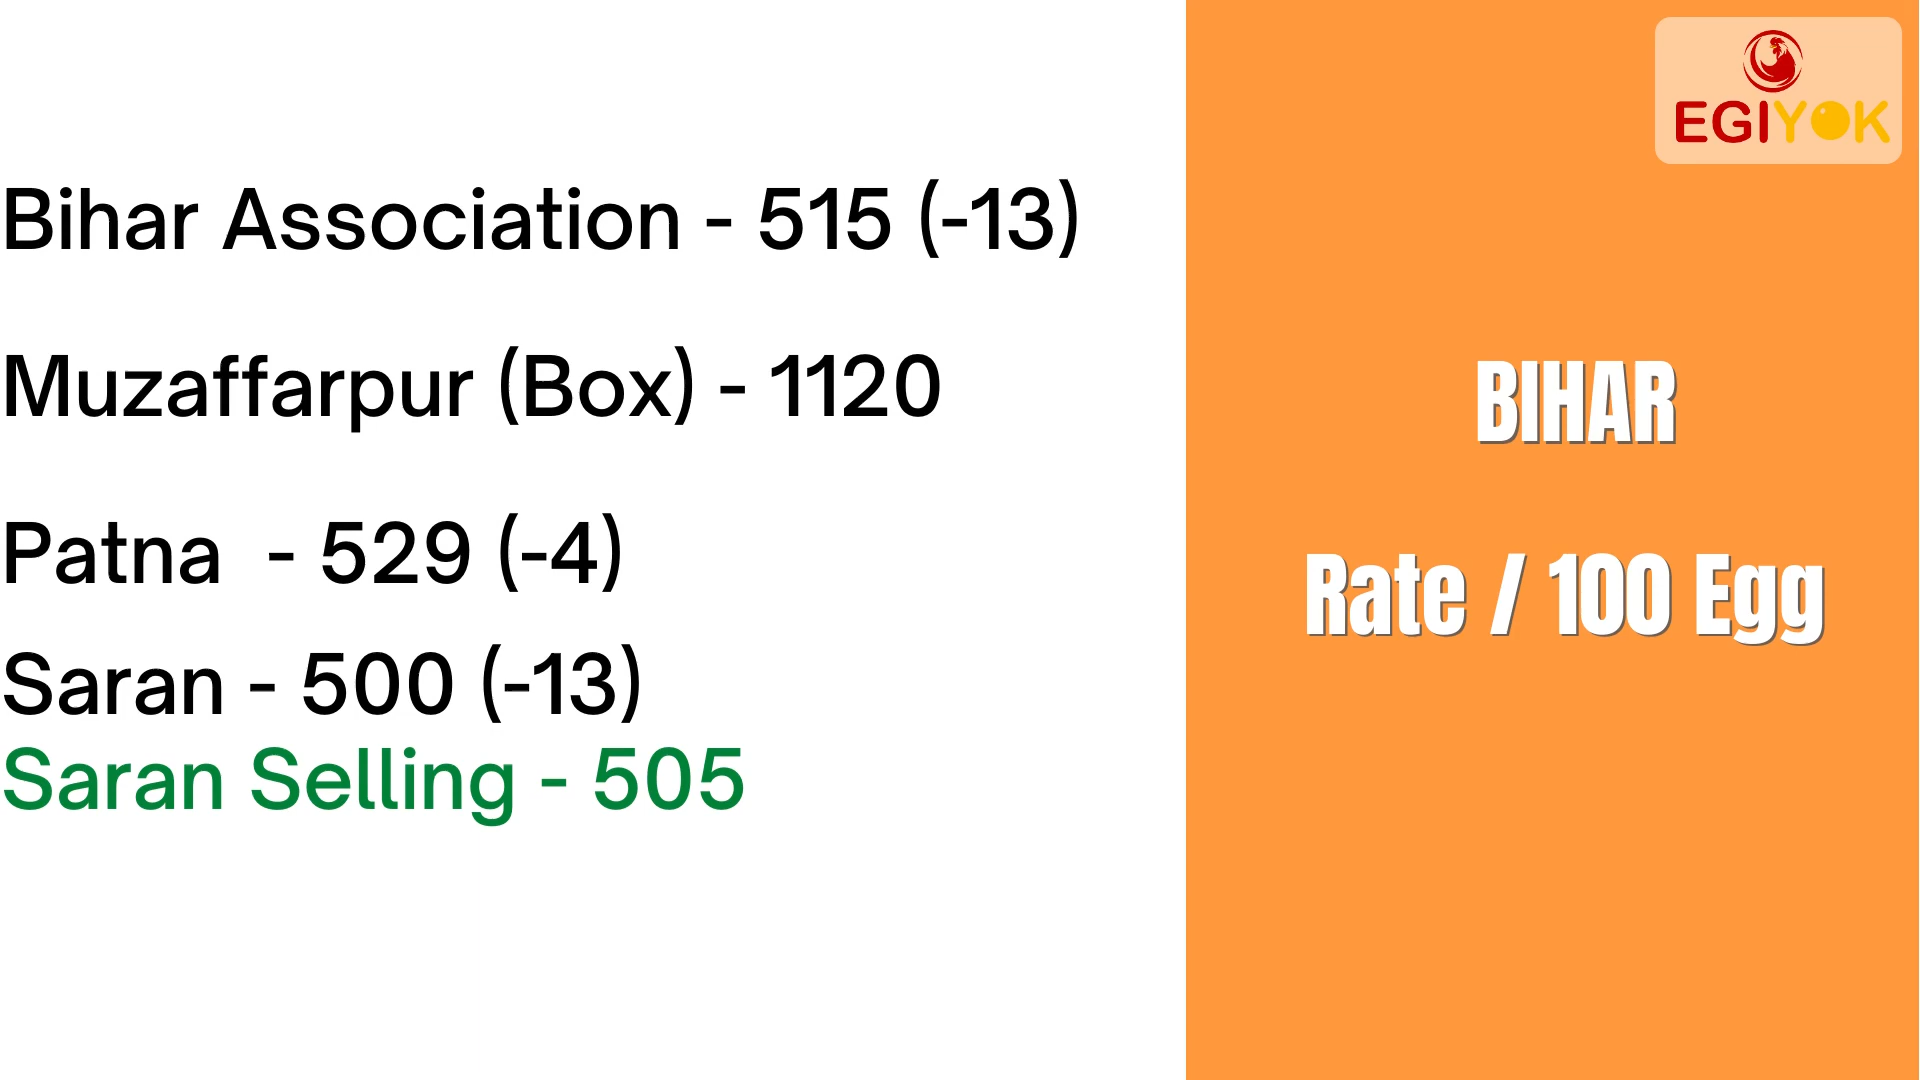 Bihar Association - 515 (-13)
Muzaffarpur (Box) - 1120
Patna  - 529 (-4)
Saran - 500 (-13)
Saran Selling - 505
EGIYOK
BIHAR
Rate / 100 Egg